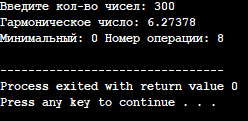 Введите кол-во чисел: 300
Гармоническое число: 6.27378
Минимальный: 0 Номер операции: 8
--------------------------------
Process exited with return value 0
Press any key to continue . . .